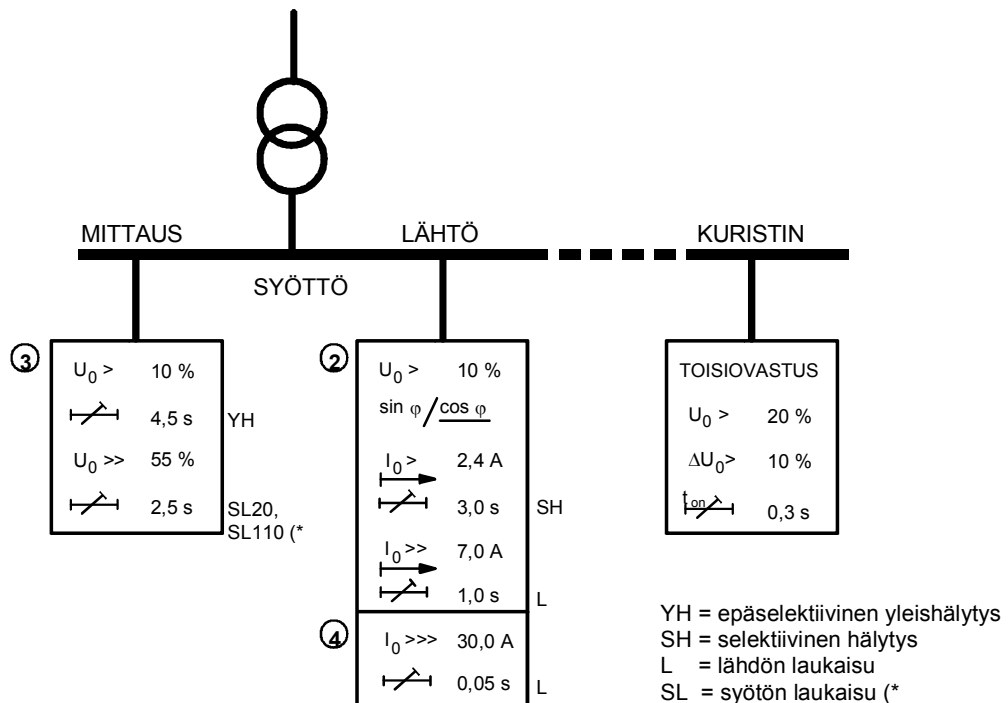 MITTAUS
LÄHTÖ
KURISTIN
SYÖTTÖ
3
U0 > 10 %
4,5 s YH
U0 >> 55 %
2,5 s SL20,
SL110 (*
2
U0 > 10 %
sin φ / cos φ
I0 > 2,4 A
3,0 s SH
I0 >> 7,0 A
1,0 s L
4
I0 >>> 30,0 A
0,05 s L
TOISIOVASTUS
U0 > 20 %
ΔU0 > 10 %
ton 0,3 s
YH = epäselektiivinen yleishälytys
SH = selektiivinen hälytys
L = lähdön laukaisu
SL = syötön laukaisu (*